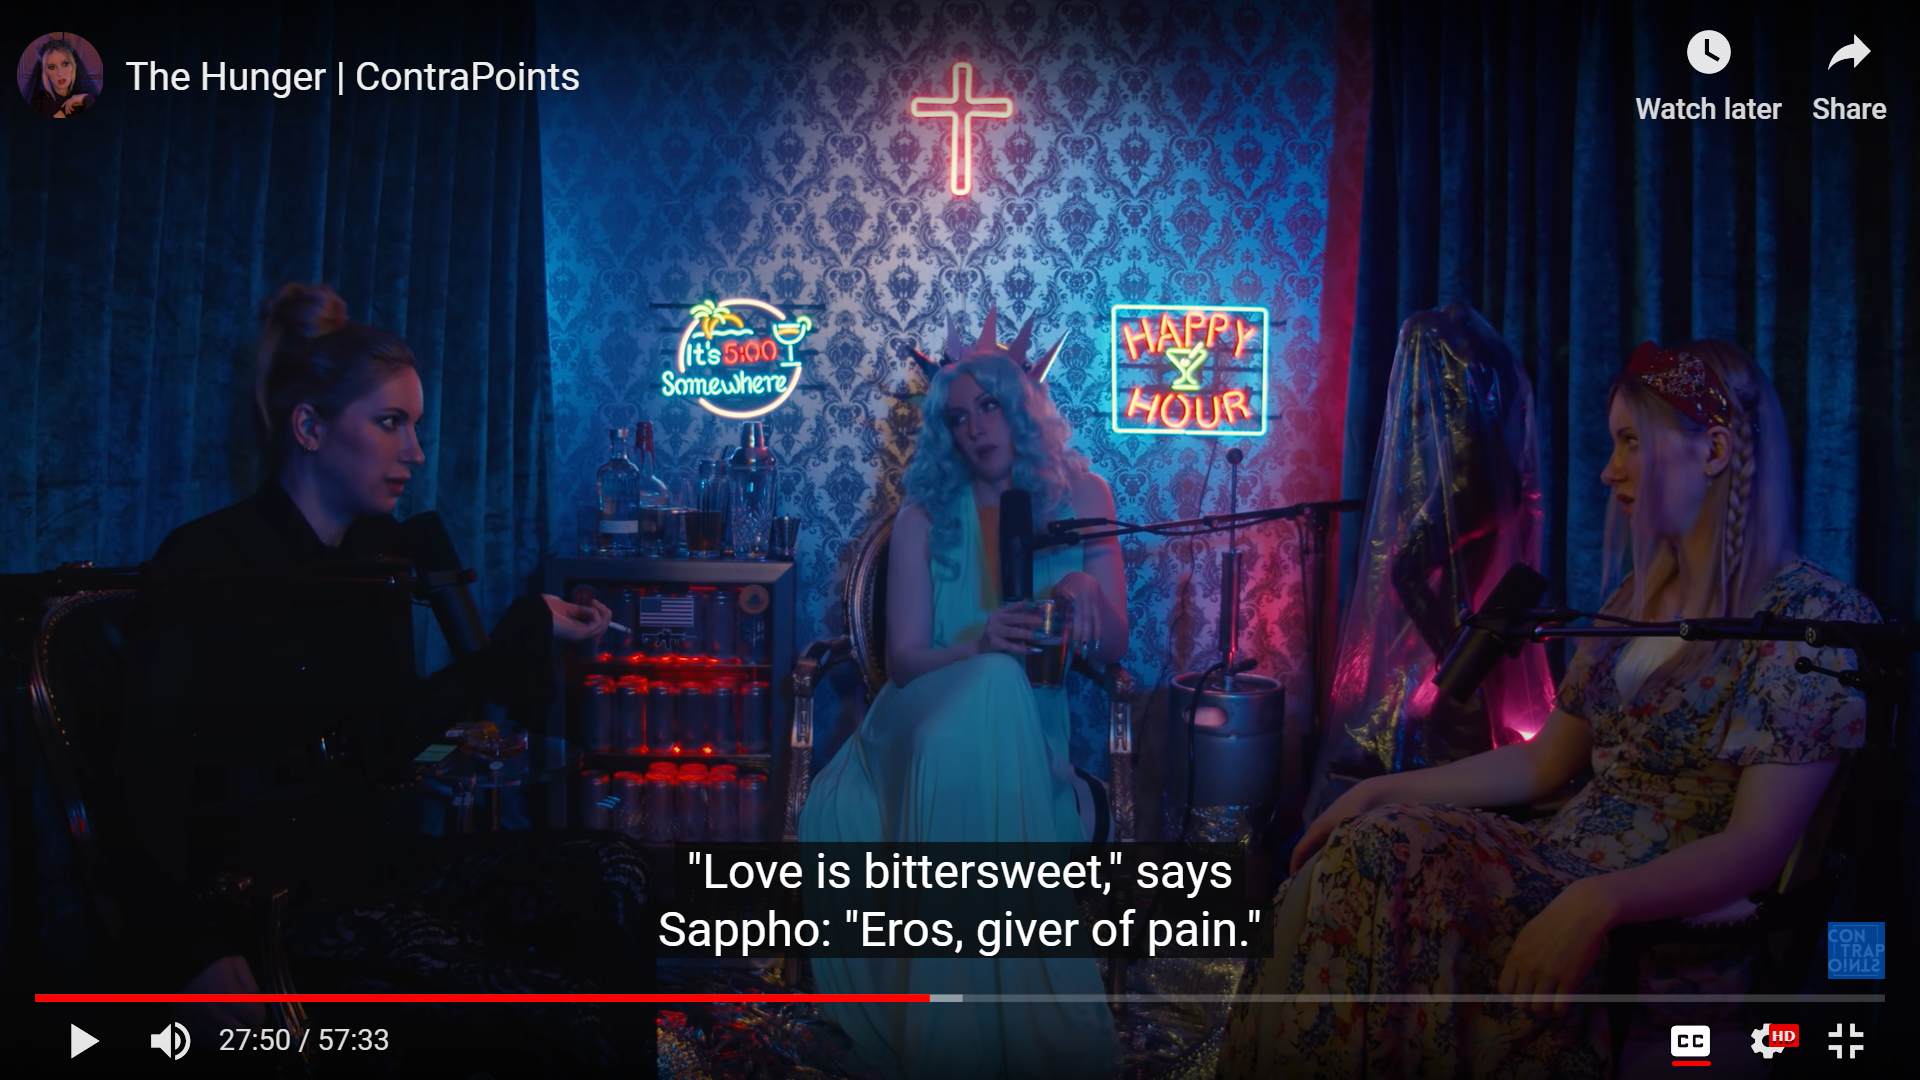 The Hunger | ContraPoints
Watch later
Share
It's 5:00
Somewhere
HAPPY
HOUR
"Love is bittersweet," says
Sappho: "Eros, giver of pain."
CON
TRAP
OINTS
27:50 / 57:33
CC
HD